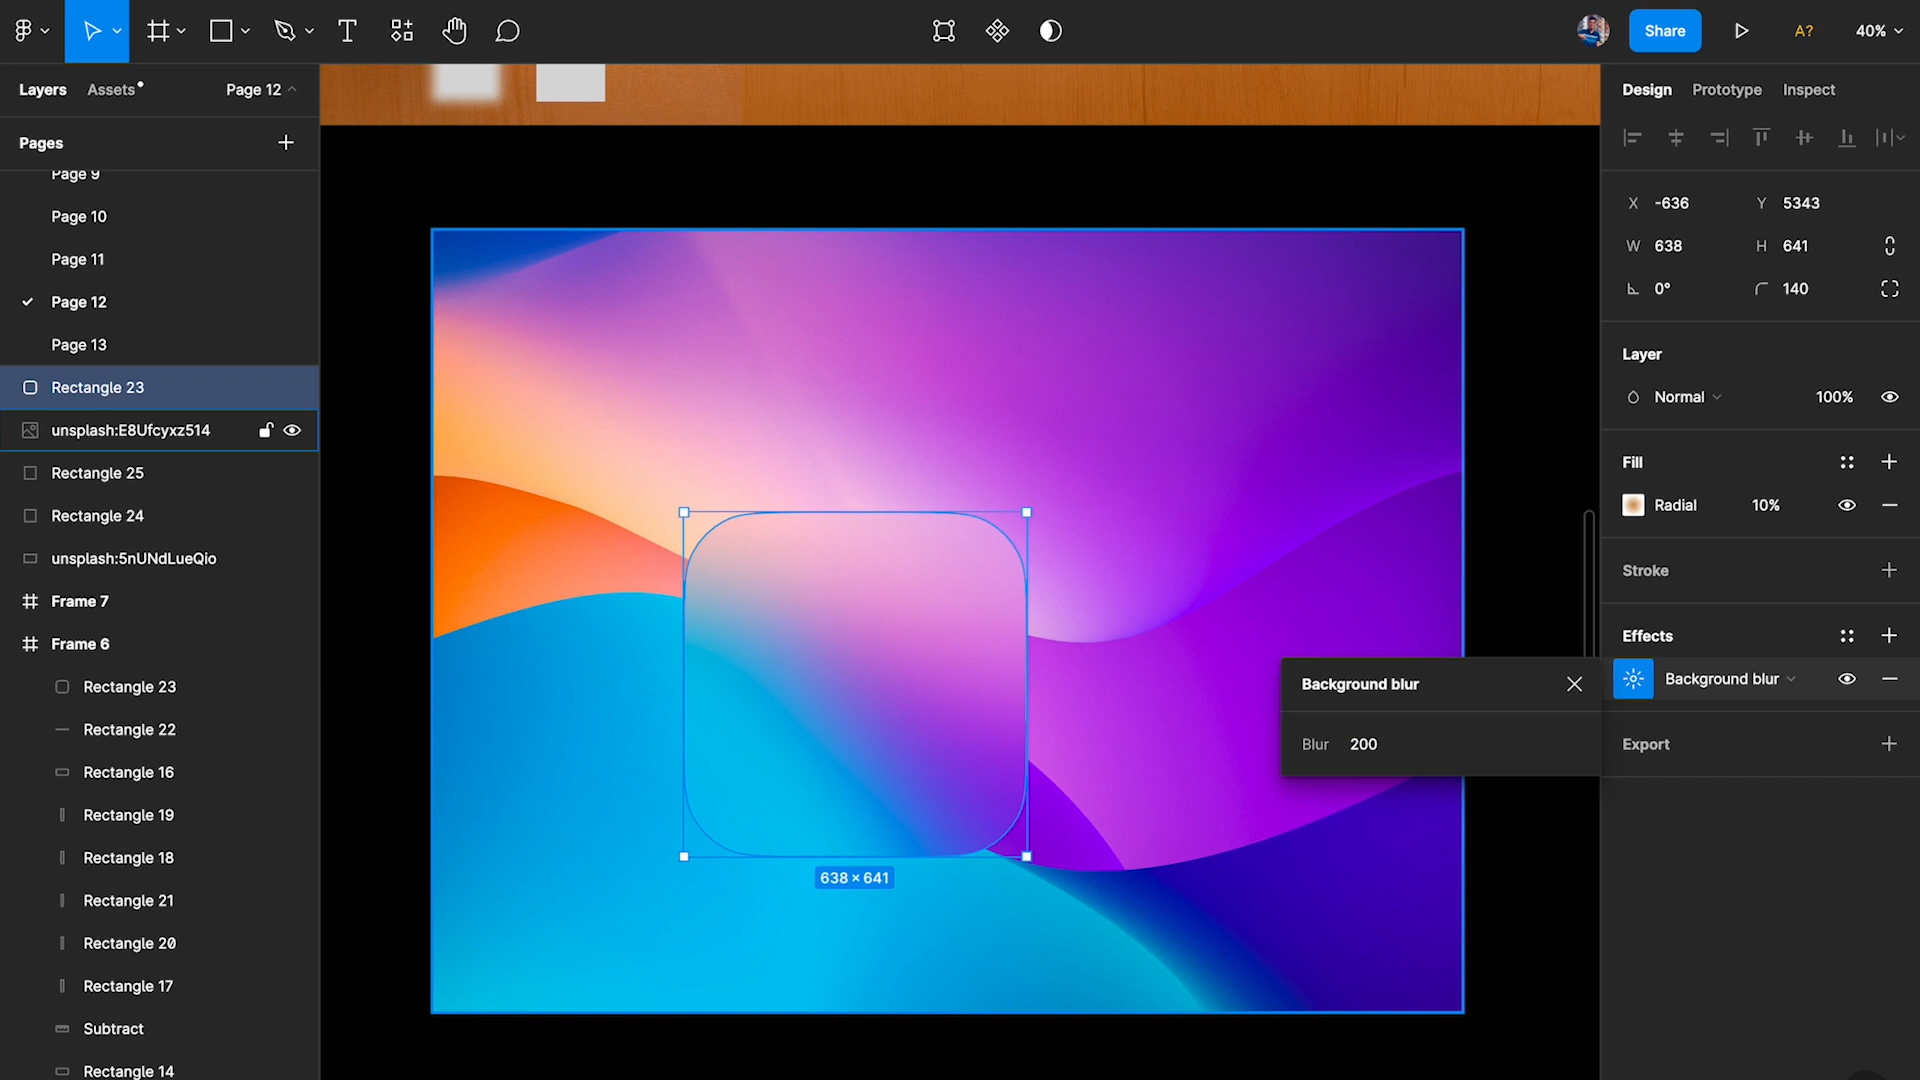 Share
A?
40%
Layers
Assets
Page 12
Pages
Page 9
Page 10
Page 11
Page 12
Page 13
Rectangle 23
unsplash:E8Ufcyxz514
Rectangle 25
Rectangle 24
unsplash:5nUNdLueQio
Frame 7
Frame 6
Rectangle 23
Rectangle 22
Rectangle 16
Rectangle 19
Rectangle 18
Rectangle 21
Rectangle 20
Rectangle 17
Subtract
Rectangle 14
638 × 641
Background blur
Blur 200
Design Prototype Inspect
X -636 Y 5343
W 638 H 641
0° 140
Layer
Normal 100%
Fill
Radial 10%
Stroke
Effects
Background blur
Export